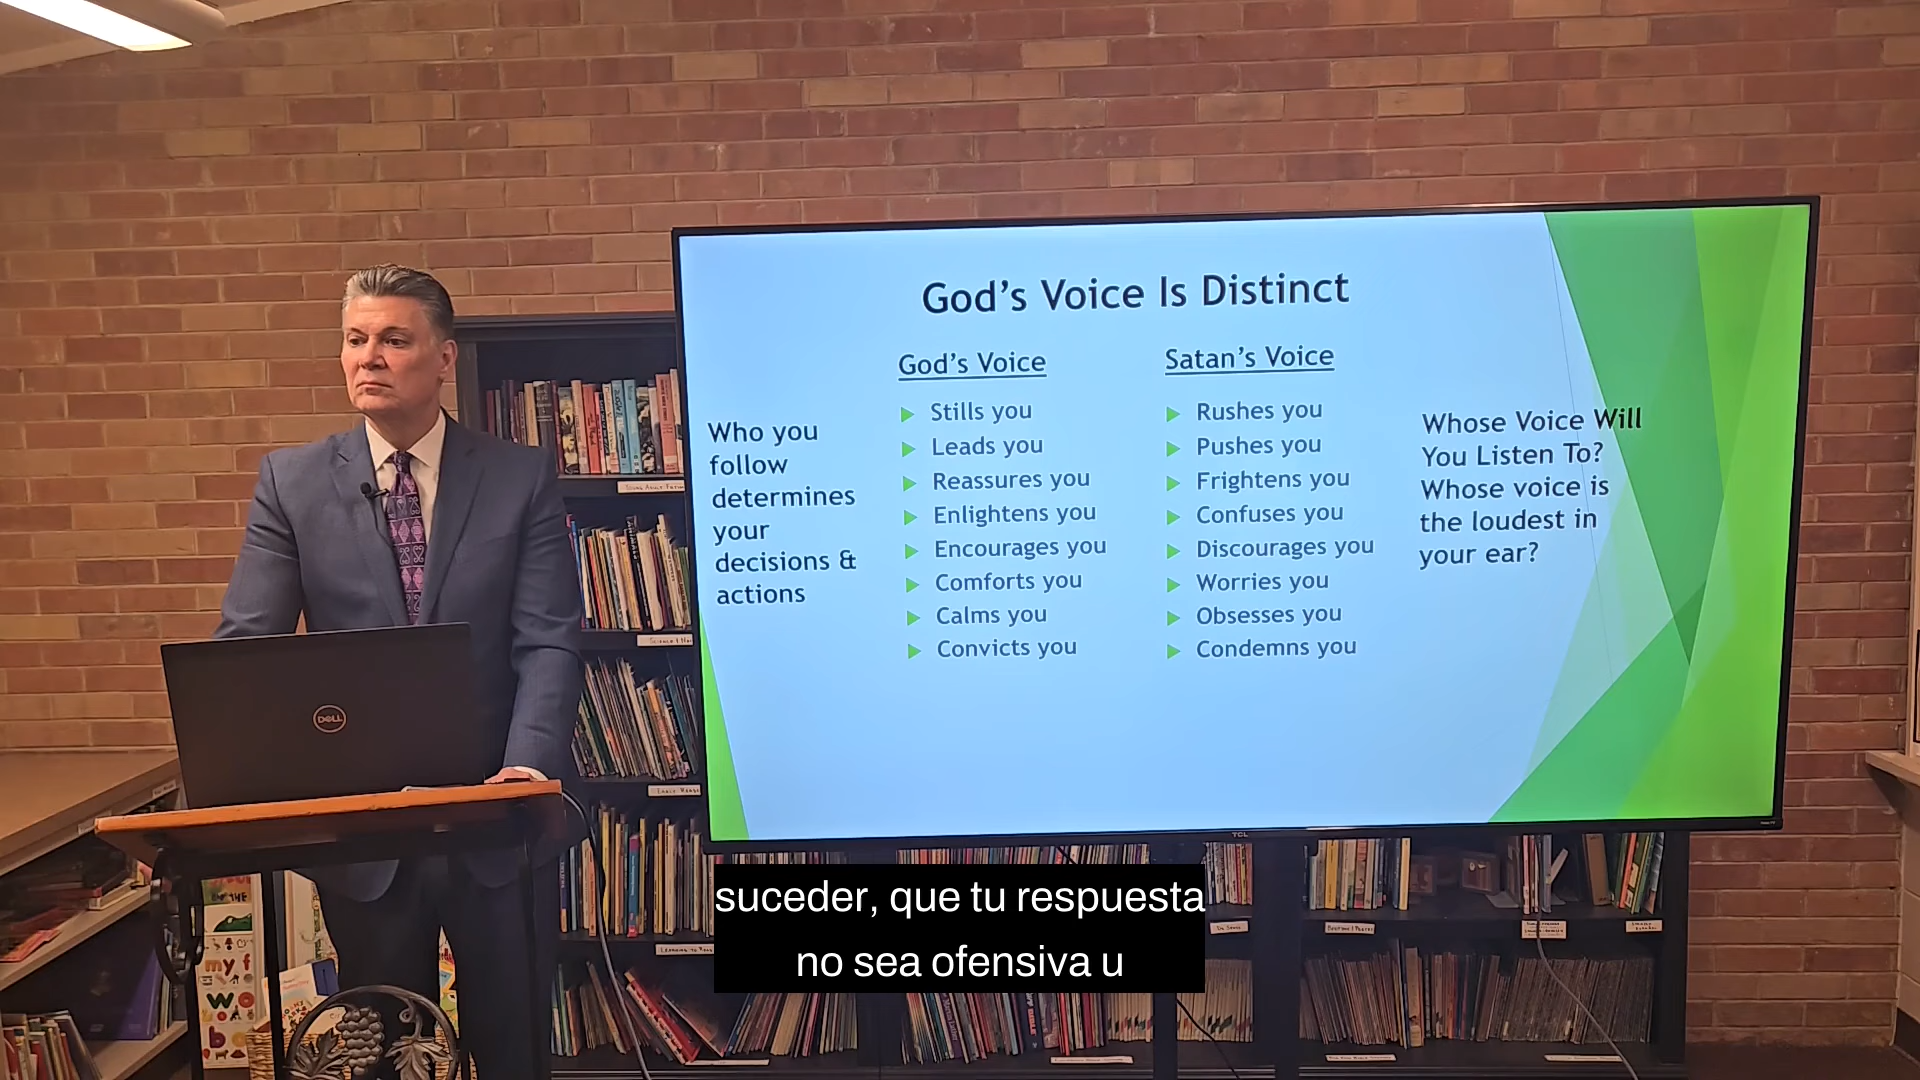 God's Voice Is Distinct
Who you
follow
determines
your
decisions &
actions
God's Voice
Stills you
Leads you
Reassures you
Enlightens you
Encourages you
Comforts you
Calms you
Convicts you
Satan's Voice
Rushes you
Pushes you
Frightens you
Confuses you
Discourages you
Worries you
Obsesses you
Condemns you
Whose Voice Will
You Listen To?
Whose voice is
the loudest in
your ear?
DELL
TCL
suceder, que tu respuesta
no sea ofensiva u